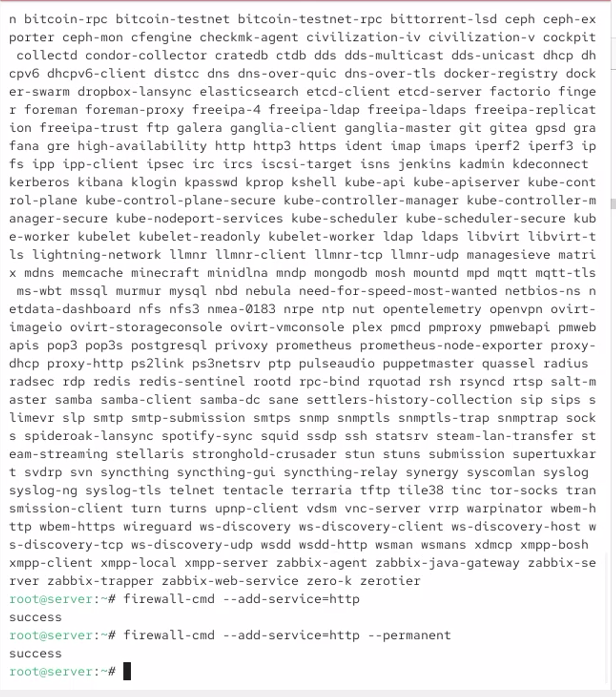 n bitcoin-rpc bitcoin-testnet bitcoin-testnet-rpc bittorrent-lsd ceph ceph-ex
porter ceph-mon cfengine checkmk-agent civilization-iv civilization-v cockpit
 collectd condor-collector cratedb ctdb dds dds-multicast dds-unicast dhcp dh
cpv6 dhcpv6-client distcc dns dns-over-quic dns-over-tls docker-registry dock
er-swarm dropbox-lansync elasticsearch etcd-client etcd-server factorio finge
r foreman foreman-proxy freeipa-4 freeipa-ldap freeipa-ldaps freeipa-replicat
ion freeipa-trust ftp galera ganglia-client ganglia-master git gitea gpsd gra
fana gre high-availability http http3 https ident imap imaps iperf2 iperf3 ip
fs ipp ipp-client ipsec irc ircs iscsi-target isns jenkins kadmin kdeconnect
kerberos kibana klogin kpasswd kprop kshell kube-api kube-apiserver kube-cont
rol-plane kube-control-plane-secure kube-controller-manager kube-controller-m
anager-secure kube-nodeport-services kube-scheduler kube-scheduler-secure kub
e-worker kubelet kubelet-readonly kubelet-worker ldap ldaps libvirt libvirt-t
ls lightning-network llmnr llmnr-client llmnr-tcp llmnr-udp managesieve matri
x mdns memcache minecraft minidlna mndp mongodb mosh mountd mpd mqtt mqtt-tls
 ms-wbt mssql murmur mysql nbd nebula need-for-speed-most-wanted netbios-ns n
etdata-dashboard nfs nfs3 nmea-0183 nrpe ntp nut opentelemetry openvpn ovirt-
imageio ovirt-storageconsole ovirt-vmconsole plex pmcd pmproxy pmwebapi pmweb
apis pop3 pop3s postgresql privoxy prometheus prometheus-node-exporter proxy-
dhcp proxy-http ps2link ps3netsrv ptp pulseaudio puppetmaster quassel radius
radsec rdp redis redis-sentinel rootd rpc-bind rquotad rsh rsyncd rtsp salt-m
aster samba samba-client samba-dc sane settlers-history-collection sip sips s
limevr slp smtp smtp-submission smtps snmp snmptls snmptls-trap snmptrap sock
s spideroak-lansync spotify-sync squid ssdp ssh statsrv steam-lan-transfer st
eam-streaming stellaris stronghold-crusader stun stuns submission supertuxkar
t svdrp svn syncthing syncthing-gui syncthing-relay synergy syscomlan syslog
syslog-ng syslog-tls telnet tentacle terraria tftp tile38 tinc tor-socks tran
smission-client turn turns upnp-client vdsm vnc-server vrrp warpinator wbem-h
ttp wbem-https wireguard ws-discovery ws-discovery-client ws-discovery-host w
s-discovery-tcp ws-discovery-udp wsdd wsdd-http wsman wsmans xdmcp xmpp-bosh
xmpp-client xmpp-local xmpp-server zabbix-agent zabbix-java-gateway zabbix-se
rver zabbix-trapper zabbix-web-service zero-k zerotier
root@server:~# firewall-cmd --add-service=http
success
root@server:~# firewall-cmd --add-service=http --permanent
success
root@server:~#